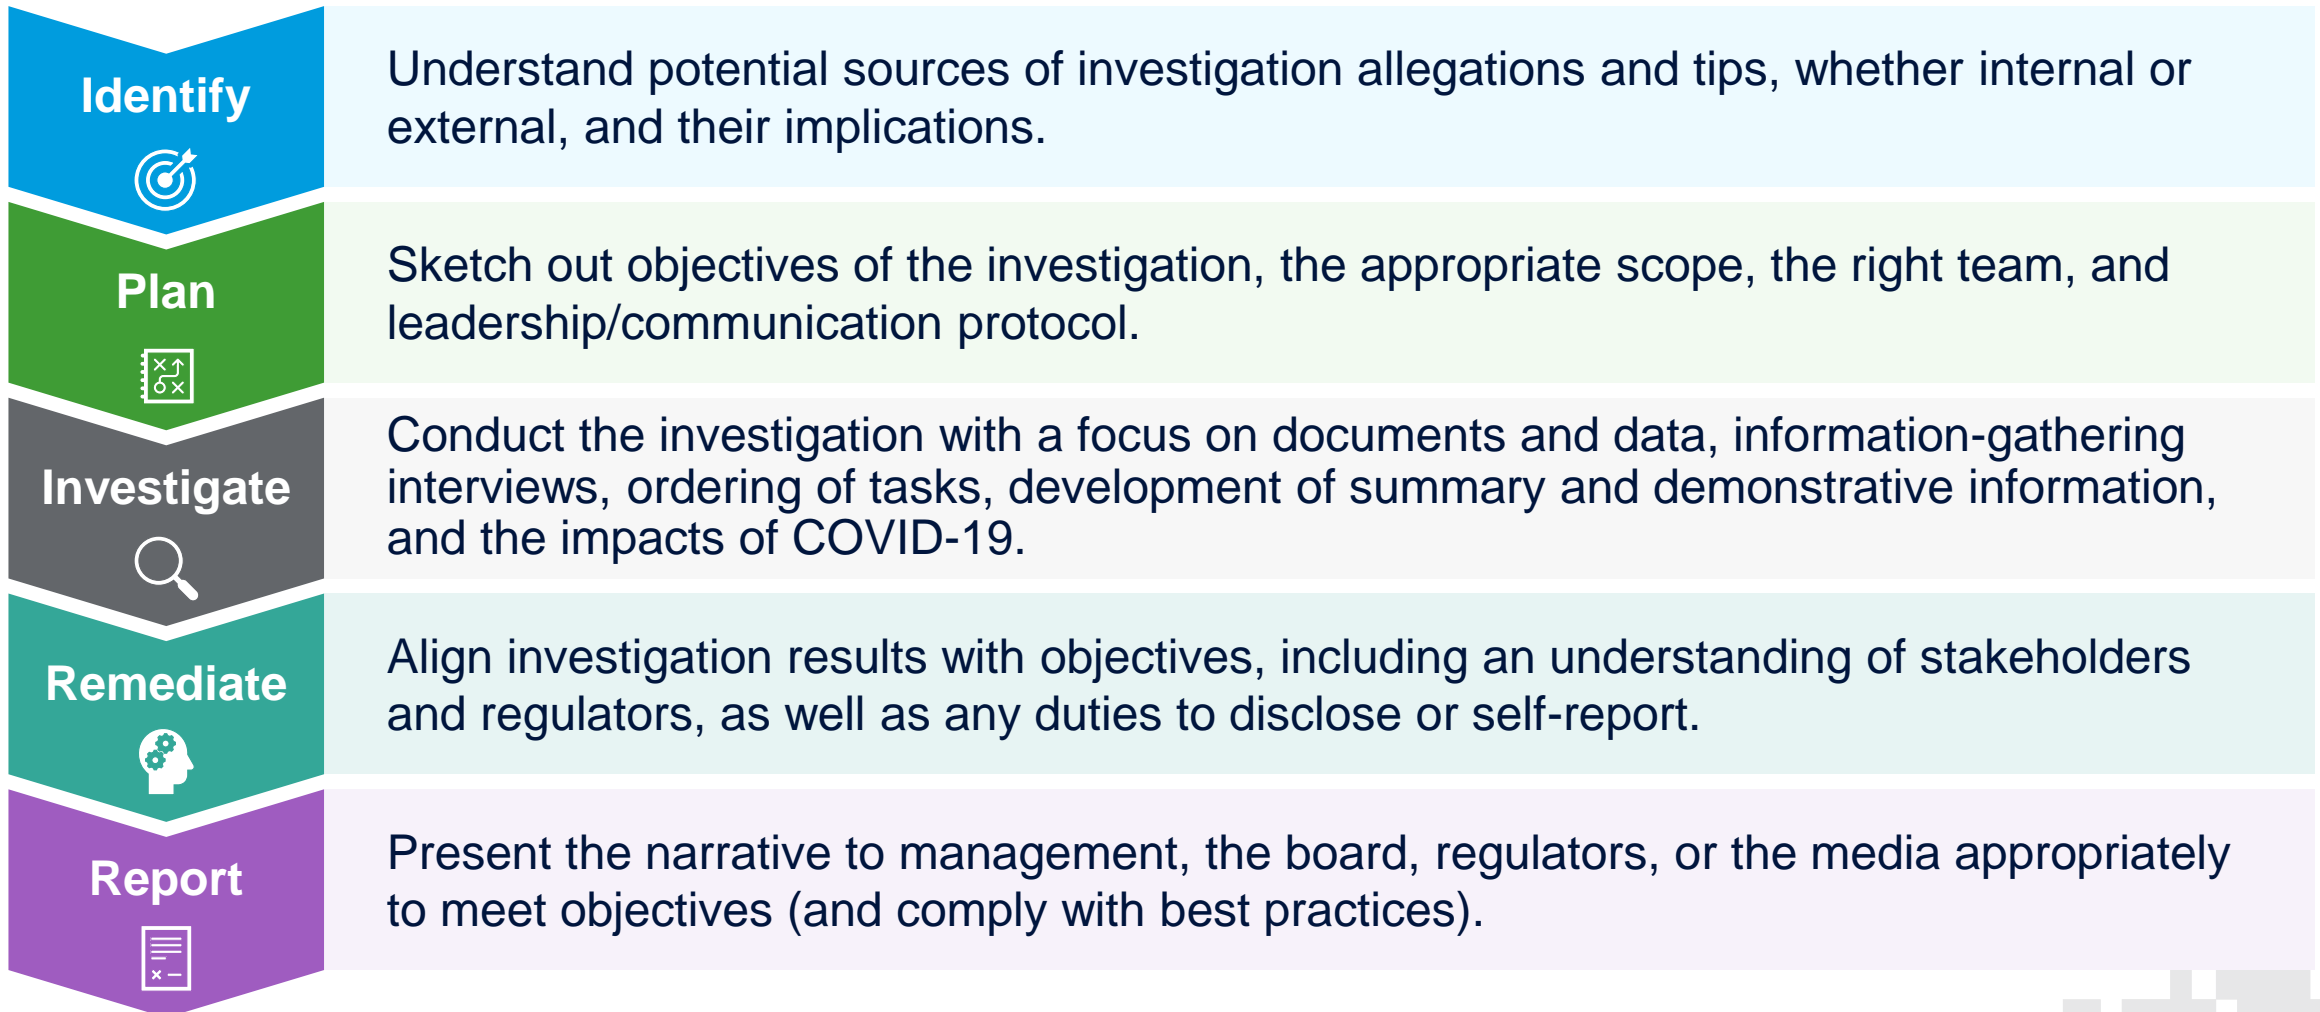 Identify
Understand potential sources of investigation allegations and tips, whether internal or
external, and their implications.
Plan
Sketch out objectives of the investigation, the appropriate scope, the right team, and
leadership/communication protocol.
Investigate
Conduct the investigation with a focus on documents and data, information-gathering
interviews, ordering of tasks, development of summary and demonstrative information,
and the impacts of COVID-19.
Remediate
Align investigation results with objectives, including an understanding of stakeholders
and regulators, as well as any duties to disclose or self-report.
Report
Present the narrative to management, the board, regulators, or the media appropriately
to meet objectives (and comply with best practices).